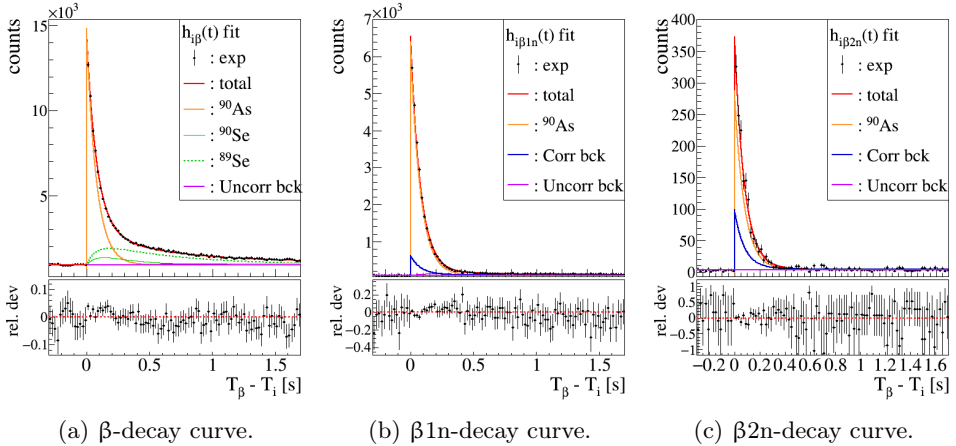 ×10³
h_iβ(t) fit
: exp
: total
: ⁹⁰As
: ⁹⁰Se
: ⁸⁹Se
: Uncorr bck
counts
15
10
5
rel. dev
0.1
0
−0.1
0 0.5 1 1.5
T_β - T_i [s]
(a) β-decay curve.
×10³
h_iβ1n(t) fit
: exp
: total
: ⁹⁰As
: Corr bck
: Uncorr bck
counts
7
6
5
4
3
2
1
0
rel. dev
0.2
0
−0.2
−0.4
0 0.5 1 1.5
T_β - T_i [s]
(b) β1n-decay curve.
h_iβ2n(t) fit
: exp
: total
: ⁹⁰As
: Corr bck
: Uncorr bck
counts
400
350
300
250
200
150
100
50
0
rel. dev
1
0.5
0
−0.5
−1
−0.2 0 0.2 0.4 0.6 0.8 1 1.2 1.4 1.6
T_β - T_i [s]
(c) β2n-decay curve.